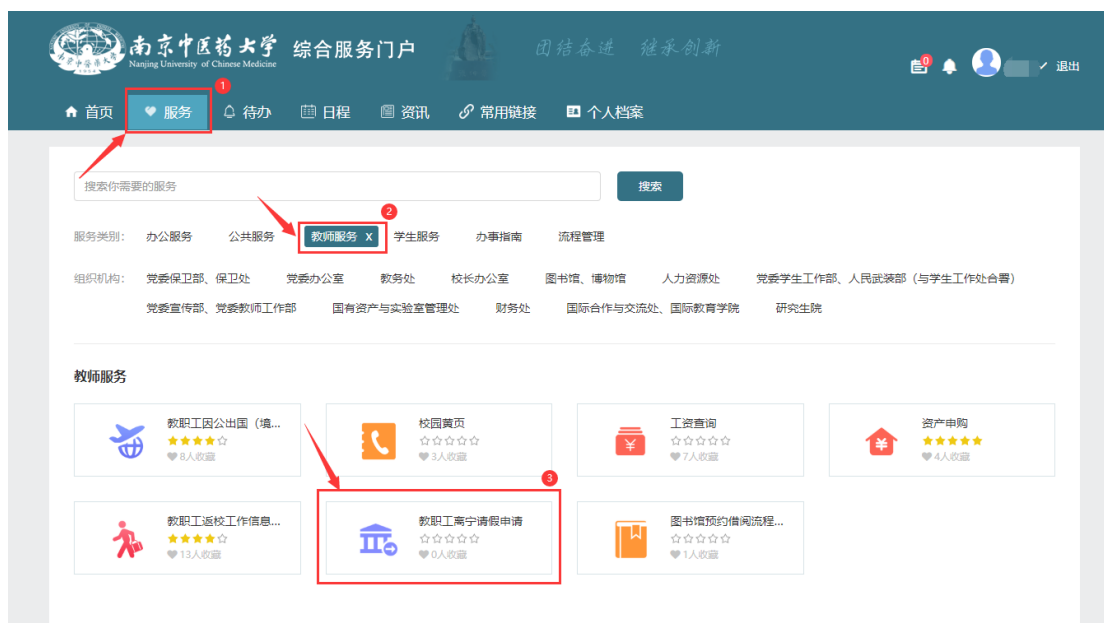 南京中医药大学 综合服务门户 团结奋进 继承创新
Nanjing University of Chinese Medicine
0
退出
1
首页 服务 待办 日程 资讯 常用链接 个人档案
搜索你需要的服务 搜索
2
服务类别: 办公服务 公共服务 教师服务 X 学生服务 办事指南 流程管理
组织机构: 党委保卫部、保卫处 党委办公室 教务处 校长办公室 图书馆、博物馆 人力资源处 党委学生工作部、人民武装部（与学生工作处合署）
党委宣传部、党委教师工作部 国有资产与实验室管理处 财务处 国际合作与交流处、国际教育学院 研究生院
教师服务
教职工因公出国（境... 校园黄页 工资查询 资产申购
8人收藏 3人收藏 7人收藏 4人收藏
3
教职工返校工作信息... 教职工离宁请假申请 图书馆预约借阅流程...
13人收藏 0人收藏 1人收藏